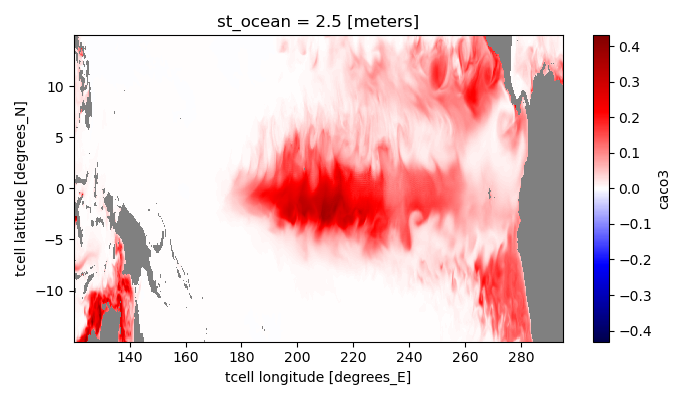 st_ocean = 2.5 [meters]
tcell latitude [degrees_N]
10
5
0
−5
−10
140 160 180 200 220 240 260 280
tcell longitude [degrees_E]
0.4
0.3
0.2
0.1
0.0
−0.1
−0.2
−0.3
−0.4
caco3